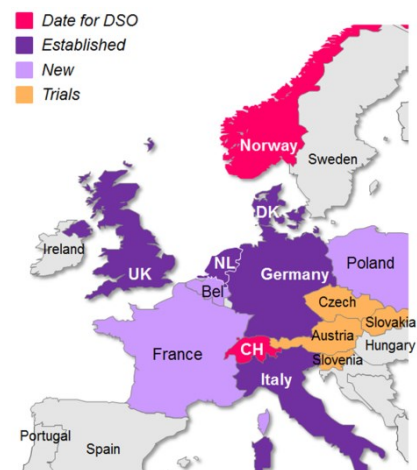 Date for DSO
Established
New
Trials
Norway
Sweden
DK
Ireland
UK
NL
Bel
Germany
Poland
Czech
Slovakia
Austria
Hungary
Slovenia
France
CH
Italy
Portugal
Spain